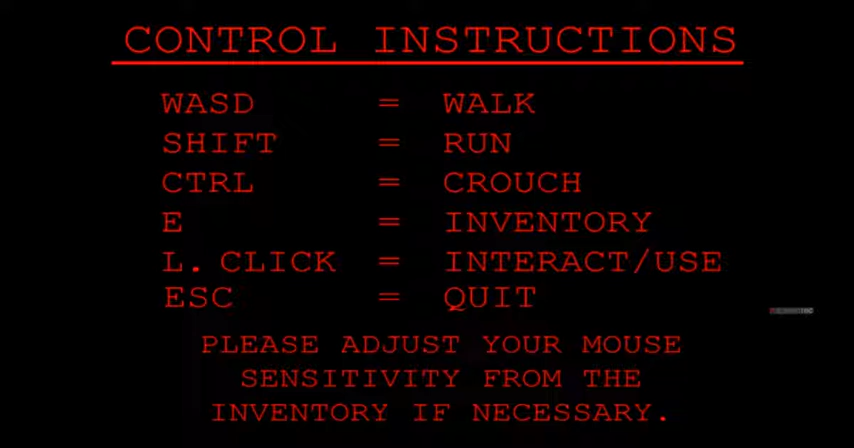 CONTROL INSTRUCTIONS
WASD = WALK
SHIFT = RUN
CTRL = CROUCH
E = INVENTORY
L. CLICK = INTERACT/USE
ESC = QUIT
PLEASE ADJUST YOUR MOUSE
SENSITIVITY FROM THE
INVENTORY IF NECESSARY.